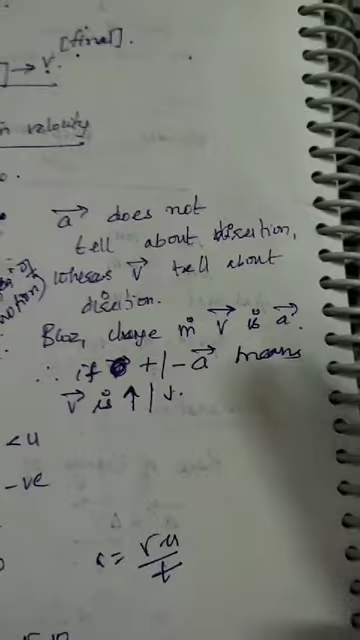 [final].
→ v.
velocity
a→ does not
tell about direction,
whereas v→ tell about
direction.
Bcoz, change in v→ is a→.
∴ if +/- a→ means
v→ is ↑ / ↓.
< u
-ve